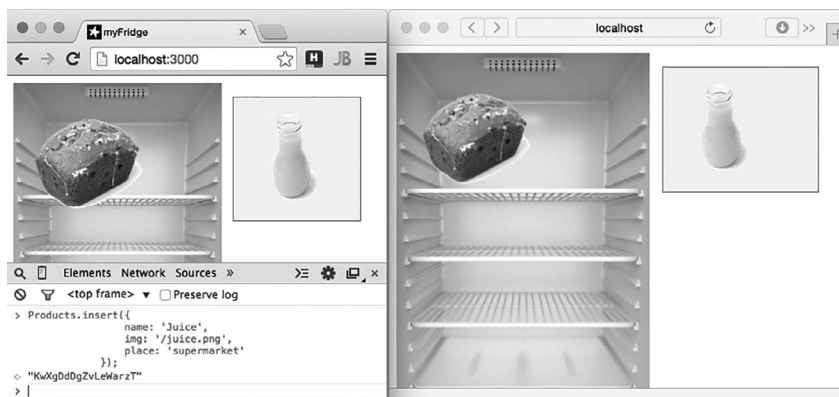 myFridge
localhost:3000
Elements Network Sources »
<top frame> ▼ Preserve log
> Products.insert({
name: 'Juice',
img: '/juice.png',
place: 'supermarket'
});
"KwXgDdDgZvLeWarzT"
>
localhost